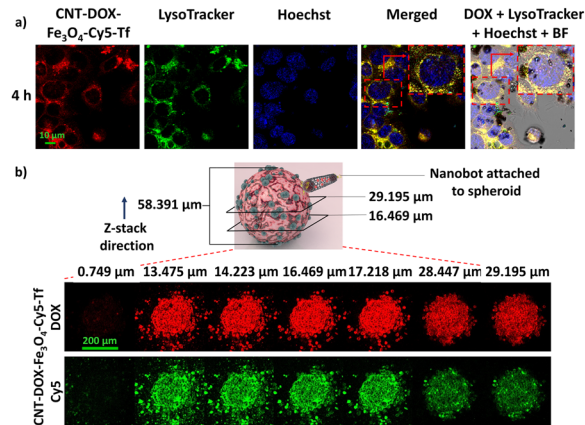 a)
CNT-DOX-
Fe₃O₄-Cy5-Tf
LysoTracker
Hoechst
Merged
DOX + LysoTracker
+ Hoechst + BF
4 h
10 μm
b)
58.391 μm
Z-stack
direction
Nanobot attached
to spheroid
29.195 μm
16.469 μm
0.749 μm 13.475 μm 14.223 μm 16.469 μm 17.218 μm 28.447 μm 29.195 μm
CNT-DOX-Fe₃O₄-Cy5-Tf
DOX
200 μm
Cy5